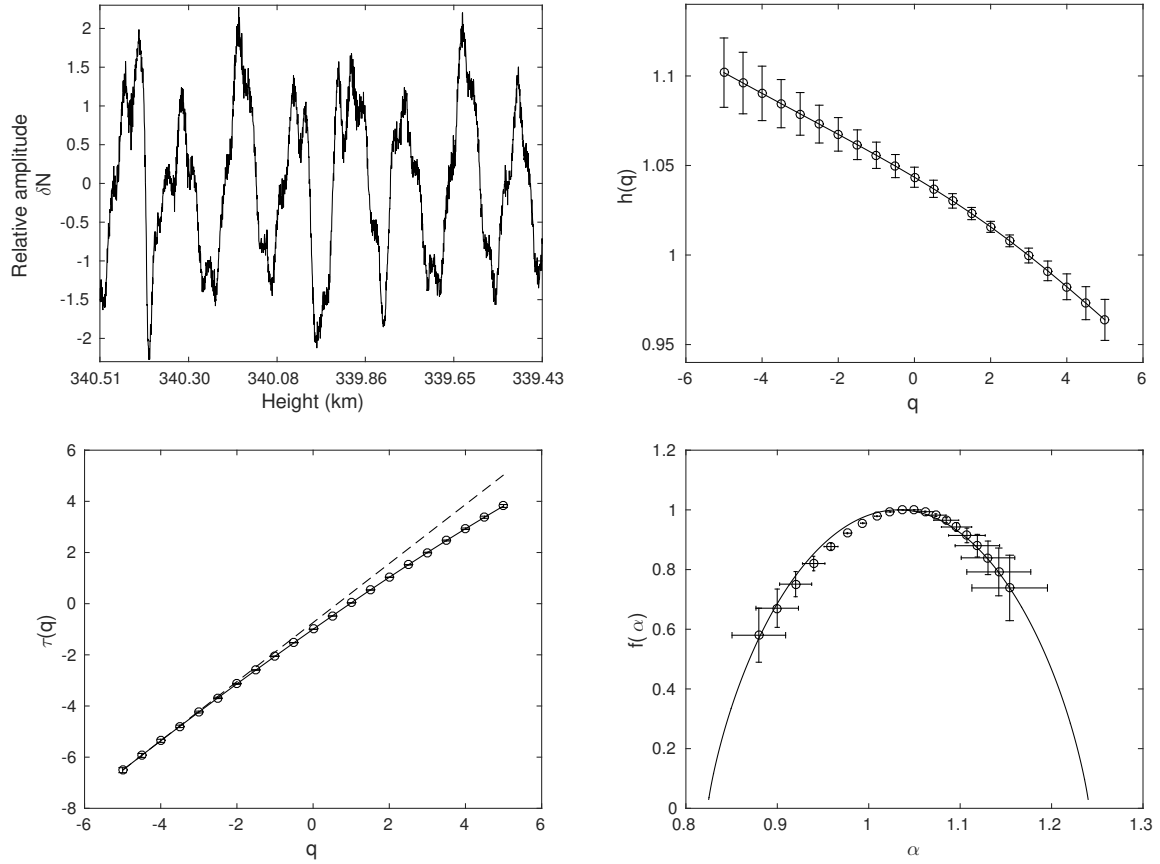 2
1.5
1
0.5
0
-0.5
-1
-1.5
-2
Relative amplitude
δN
340.51 340.30 340.08 339.86 339.65 339.43
Height (km)
1.1
1.05
1
0.95
h(q)
-6 -4 -2 0 2 4 6
q
6
4
2
0
-2
-4
-6
-8
τ(q)
-6 -4 -2 0 2 4 6
q
1.2
1
0.8
0.6
0.4
0.2
0
f(α)
0.8 0.9 1 1.1 1.2 1.3
α